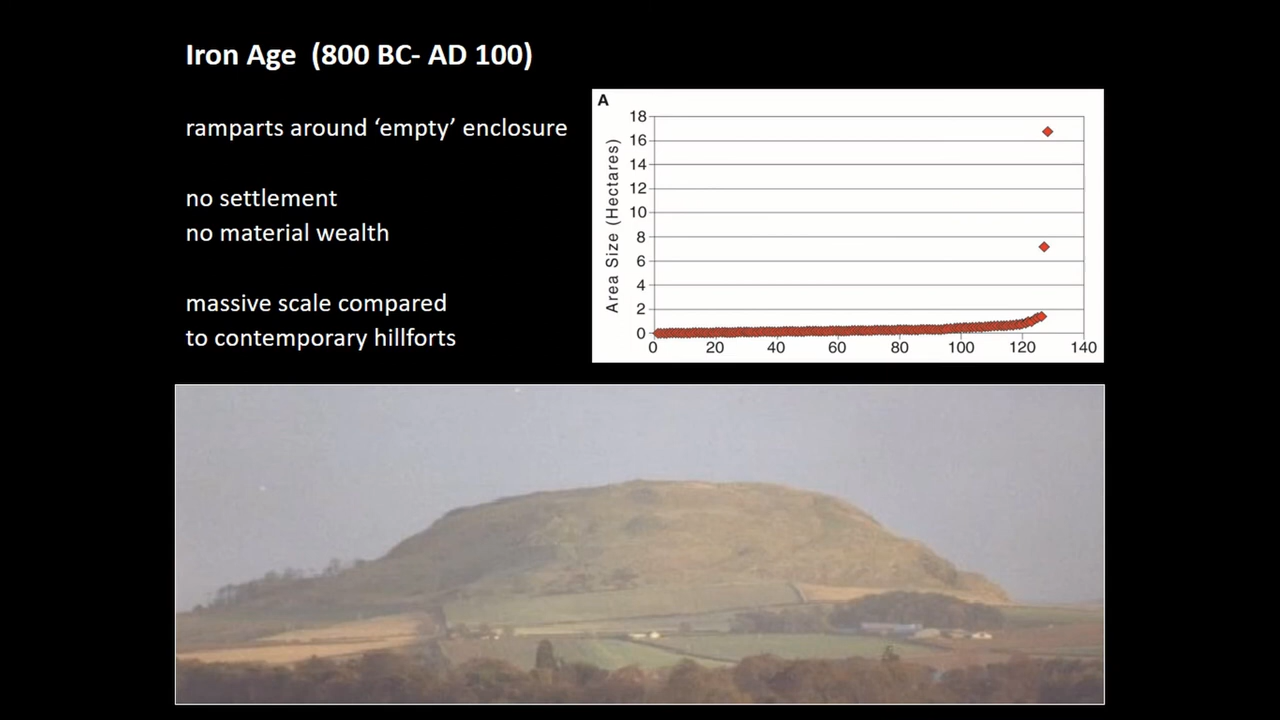 Iron Age  (800 BC- AD 100)
ramparts around ‘empty’ enclosure
no settlement
no material wealth
massive scale compared
to contemporary hillforts
A
Area Size (Hectares)
18
16
14
12
10
8
6
4
2
0
0 20 40 60 80 100 120 140